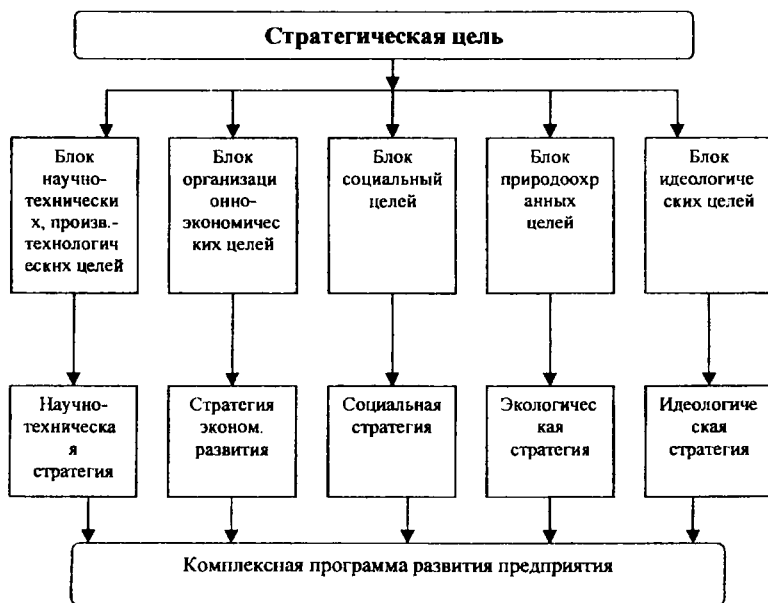 Стратегическая цель
Блок
научно-
технически
х, произв.-
технологич
еских целей
Блок
организаци
онно-
экономичес
ких целей
Блок
социальный
целей
Блок
природоохр
анных
целей
Блок
идеологиче
ских целей
Научно-
техническа
я
стратегия
Стратегия
эконом.
развития
Социальная
стратегия
Экологичес
кая
стратегия
Идеологиче
ская
стратегия
Комплексная программа развития предприятия